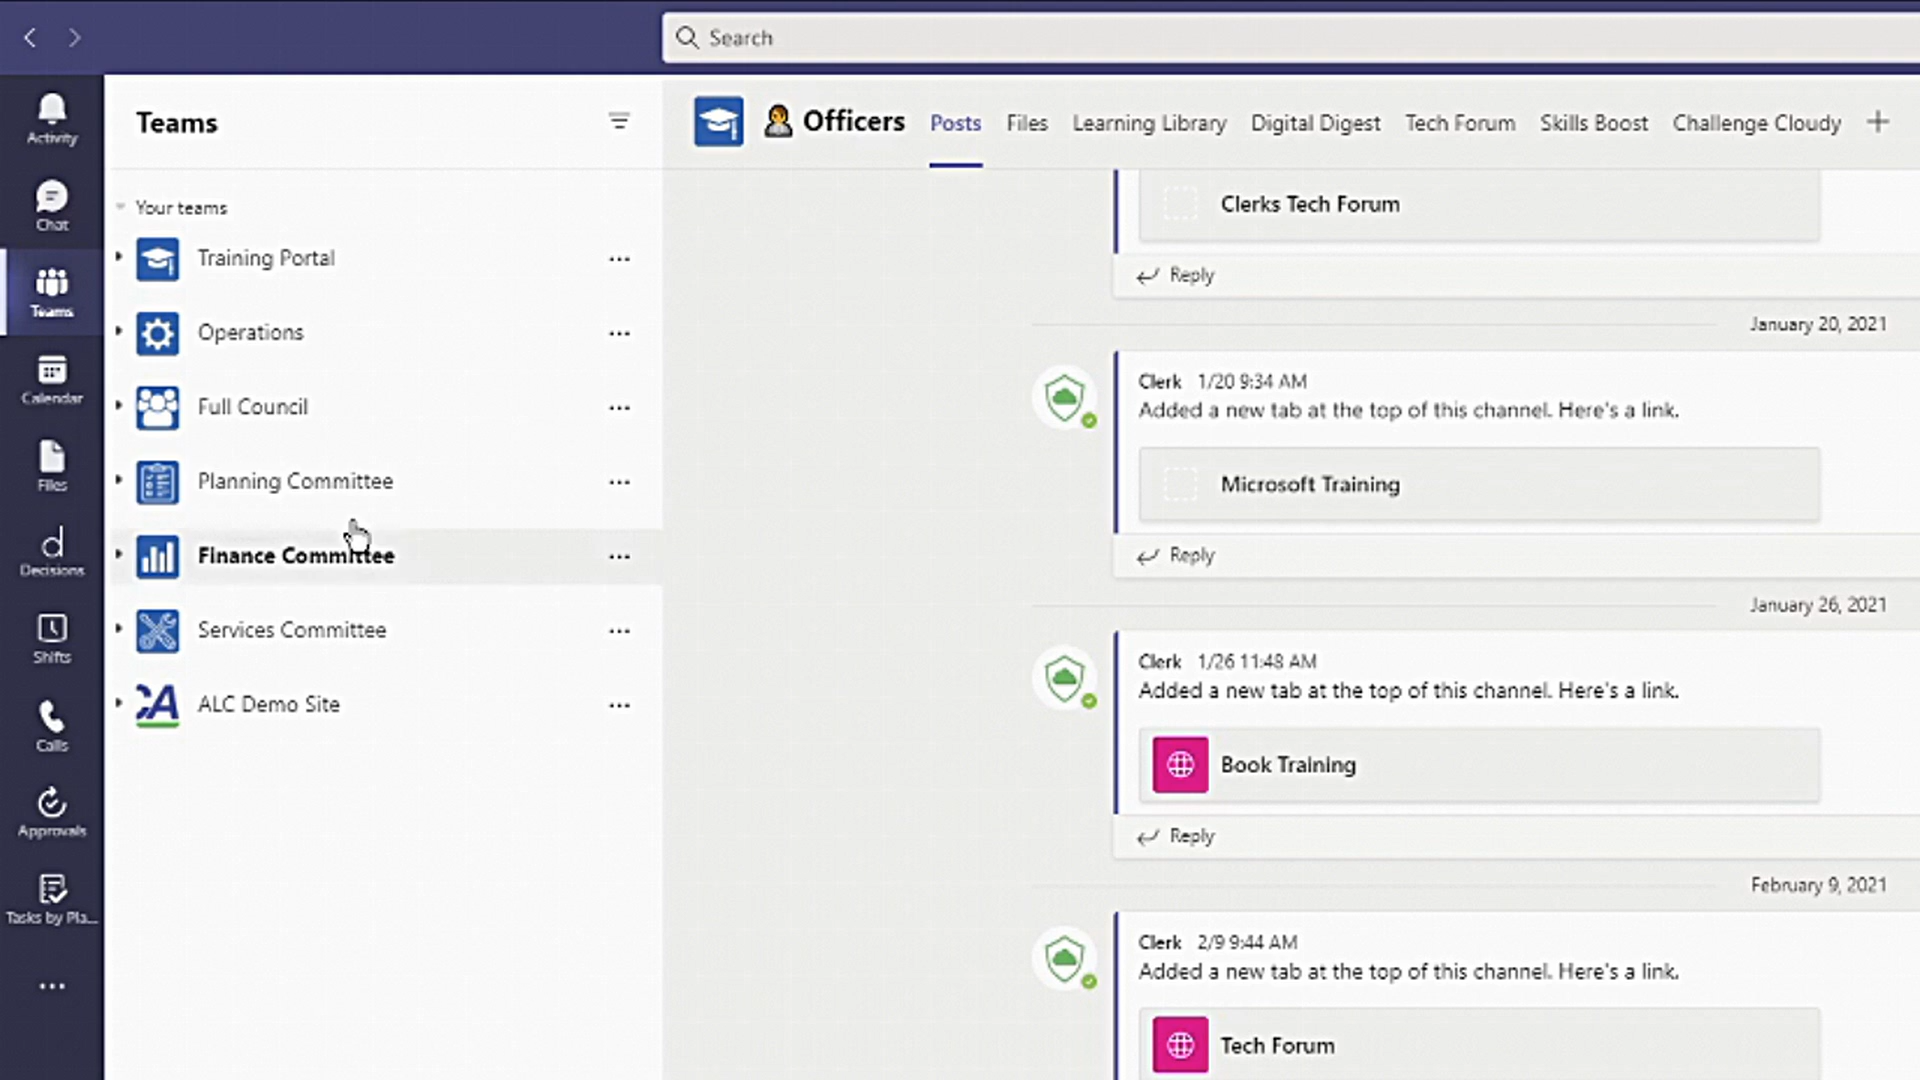 Search
Activity
Chat
Teams
Calendar
Files
Decisions
Shifts
Calls
Approvals
Tasks by Pla...
Teams
Your teams
Training Portal
Operations
Full Council
Planning Committee
Finance Committee
Services Committee
ALC Demo Site
Officers Posts Files Learning Library Digital Digest Tech Forum Skills Boost Challenge Cloudy
Clerks Tech Forum
Reply
January 20, 2021
Clerk 1/20 9:34 AM
Added a new tab at the top of this channel. Here's a link.
Microsoft Training
Reply
January 26, 2021
Clerk 1/26 11:48 AM
Added a new tab at the top of this channel. Here's a link.
Book Training
Reply
February 9, 2021
Clerk 2/9 9:44 AM
Added a new tab at the top of this channel. Here's a link.
Tech Forum